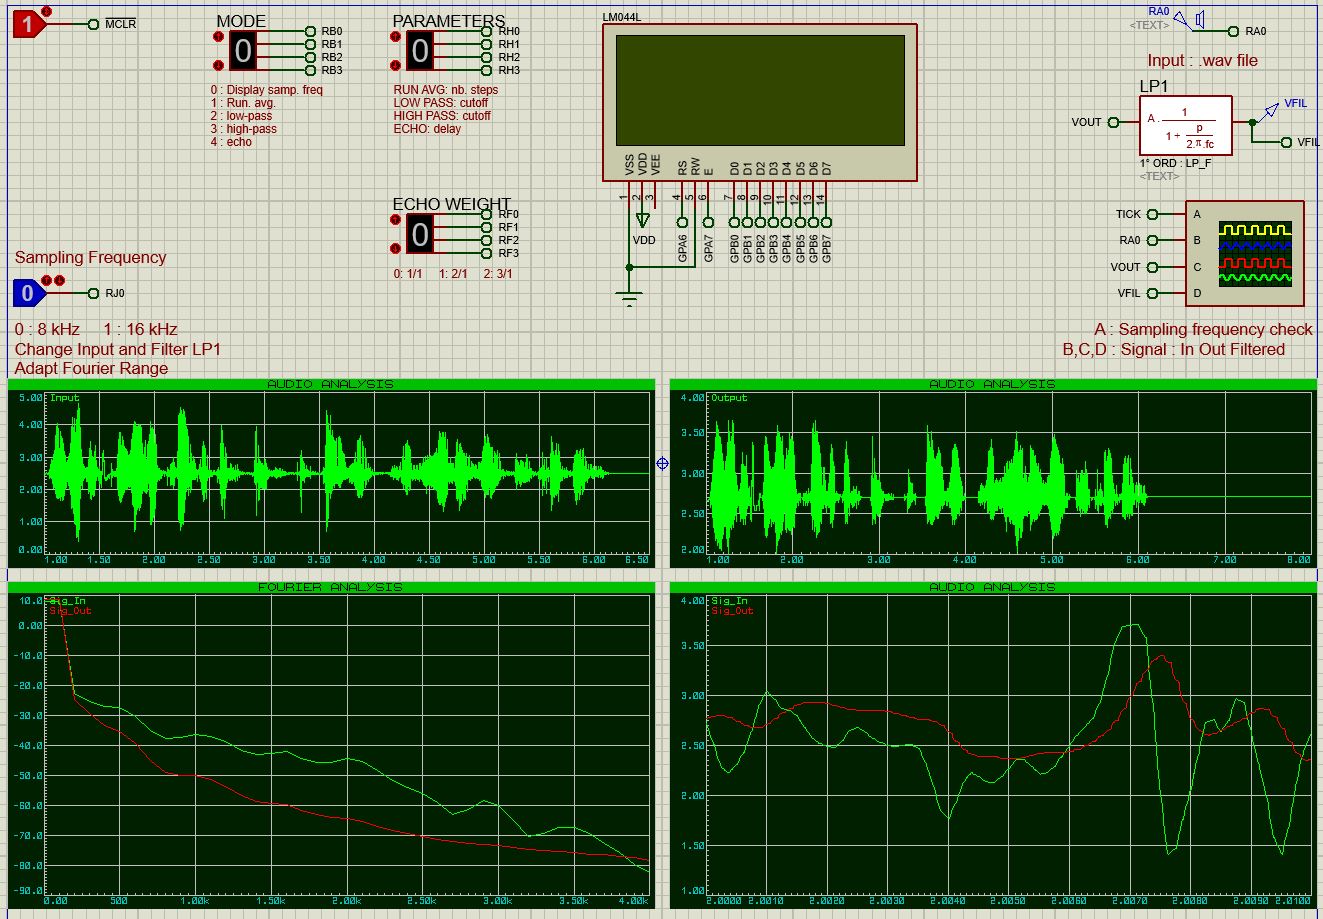 1
MCLR
MODE
0
RB0
RB1
RB2
RB3
0 : Display samp. freq
1 : Run. avg.
2 : low-pass
3 : high-pass
4 : echo
PARAMETERS
0
RH0
RH1
RH2
RH3
RUN AVG: nb. steps
LOW PASS: cutoff
HIGH PASS: cutoff
ECHO: delay
ECHO WEIGHT
0
RF0
RF1
RF2
RF3
0: 1/1 1: 2/1 2: 3/1
LM044L
VSS VDD VEE RS RW E D0 D1 D2 D3 D4 D5 D6 D7
1 2 3 4 5 6 7 8 9 10 11 12 13 14
VDD
GPA6 GPA7 GPB0 GPB1 GPB2 GPB3 GPB4 GPB5 GPB6 GPB7
RA0
<TEXT>
RA0
Input : .wav file
LP1
VOUT
A . 1
1 + p
2.π.fc
VFIL
VFIL
1° ORD : LP_F
<TEXT>
TICK A
RA0 B
VOUT C
VFIL D
A : Sampling frequency check
B,C,D : Signal : In Out Filtered
Sampling Frequency
0
RJ0
0 : 8 kHz 1 : 16 kHz
Change Input and Filter LP1
Adapt Fourier Range
AUDIO ANALYSIS
Input
5.00
4.00
3.00
2.00
1.00
0.00
1.00 1.50 2.00 2.50 3.00 3.50 4.00 4.50 5.00 5.50 6.00 6.50
AUDIO ANALYSIS
Output
4.00
3.50
3.00
2.50
2.00
1.00 2.00 3.00 4.00 5.00 6.00 7.00 8.00
FOURIER ANALYSIS
Sig_In
Sig_Out
10.0
0.00
-10.0
-20.0
-30.0
-40.0
-50.0
-60.0
-70.0
-80.0
-90.0
0.00 500 1.00k 1.50k 2.00k 2.50k 3.00k 3.50k 4.00k
AUDIO ANALYSIS
Sig_In
Sig_Out
4.00
3.50
3.00
2.50
2.00
1.50
1.00
2.0000 2.0010 2.0020 2.0030 2.0040 2.0050 2.0060 2.0070 2.0080 2.0090 2.0100